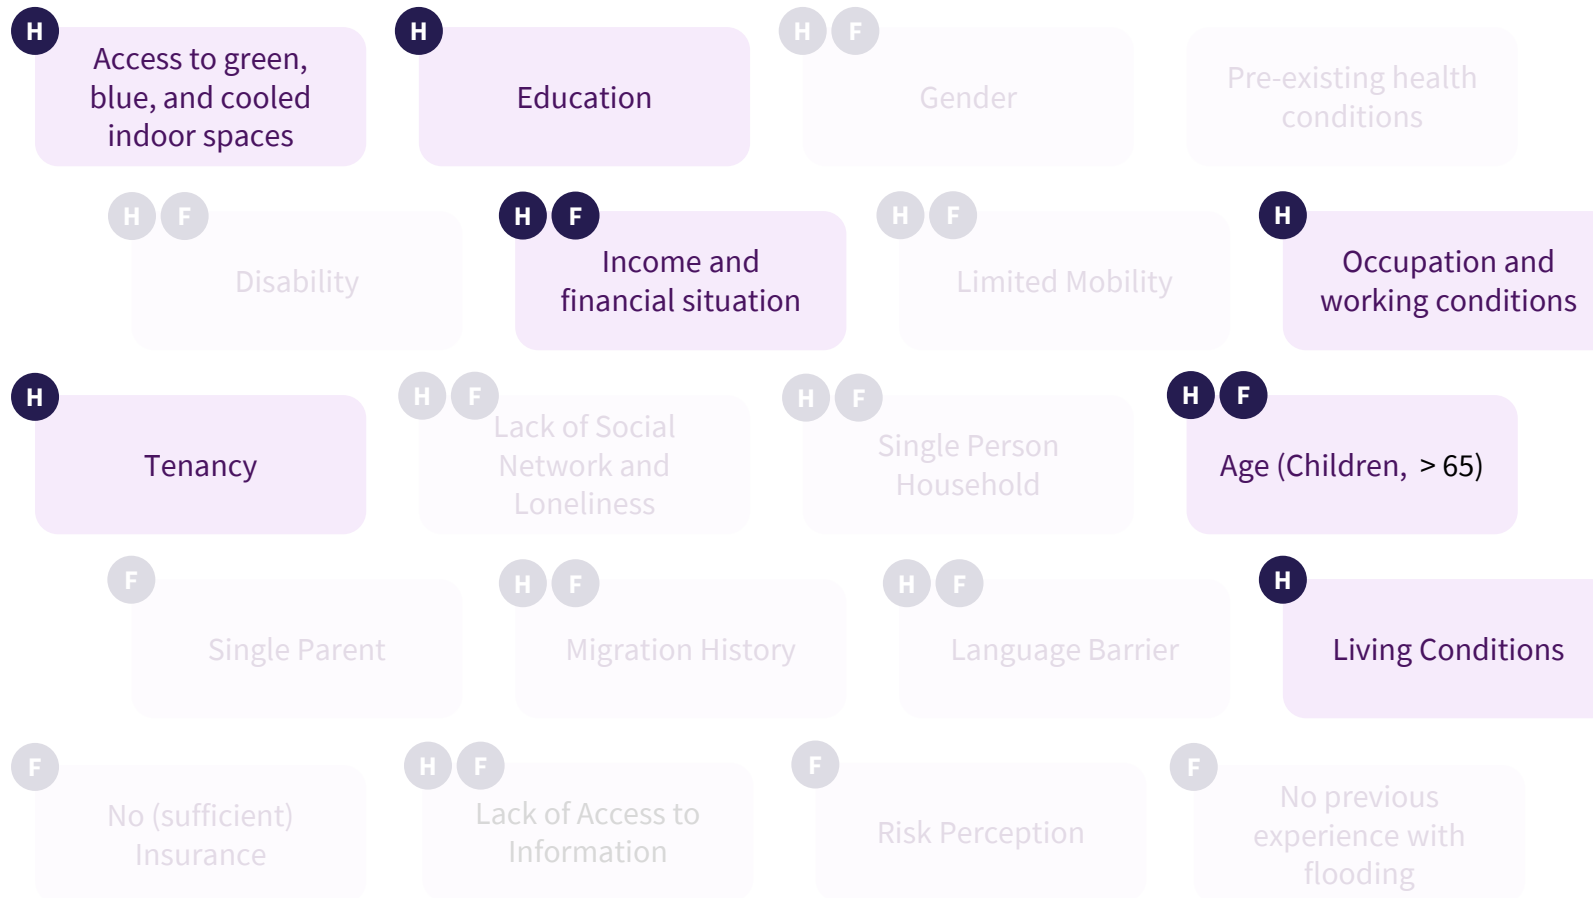 H
Access to green,
blue, and cooled
indoor spaces
H
Education
H F
Gender
Pre-existing health
conditions
H F
Disability
H F
Income and
financial situation
H F
Limited Mobility
H
Occupation and
working conditions
H
Tenancy
H F
Lack of Social
Network and
Loneliness
H F
Single Person
Household
H F
Age (Children, > 65)
F
Single Parent
H F
Migration History
H F
Language Barrier
H
Living Conditions
F
No (sufficient)
Insurance
H F
Lack of Access to
Information
F
Risk Perception
F
No previous
experience with
flooding